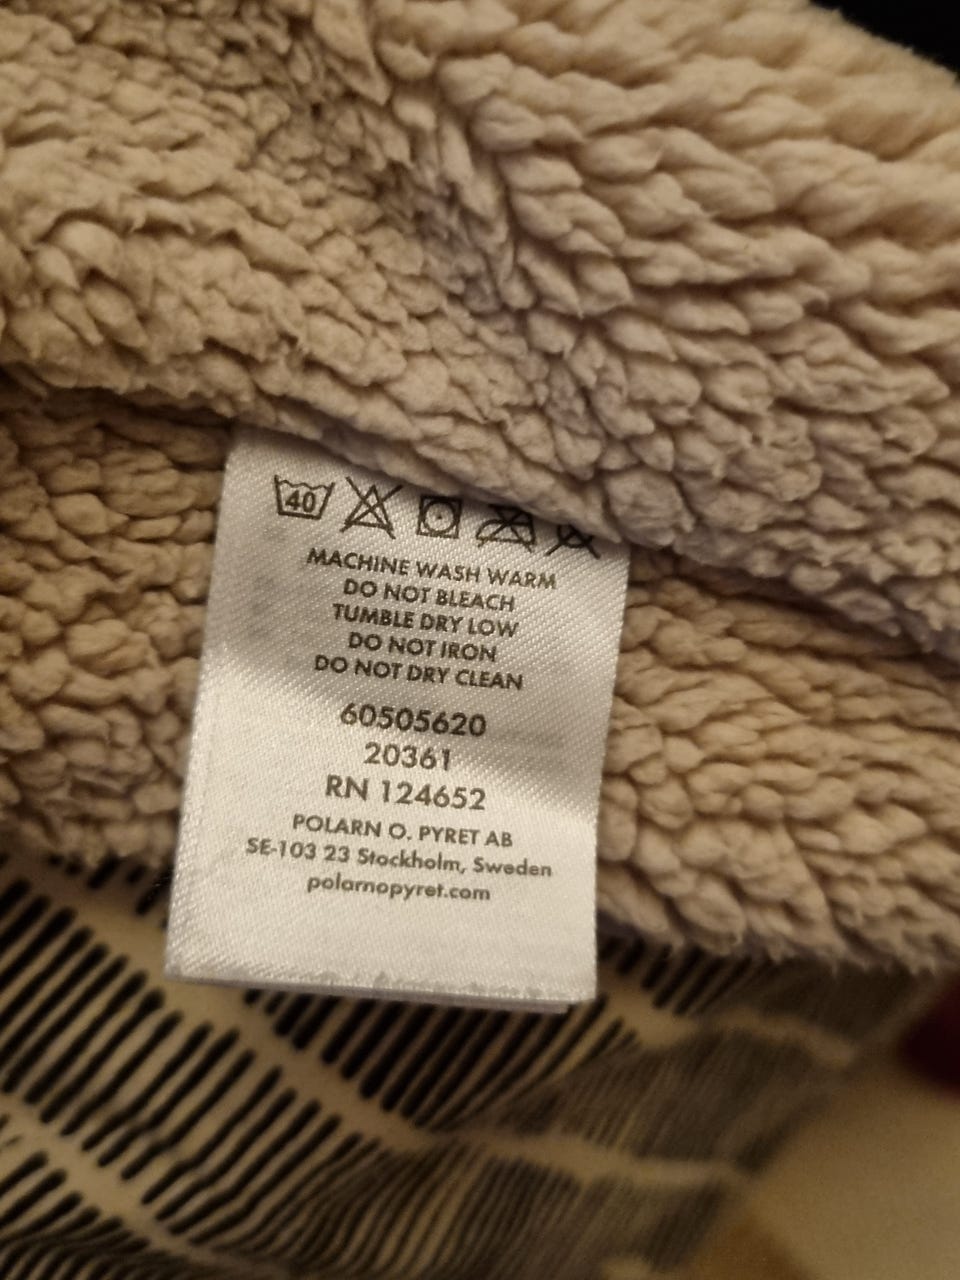 40
MACHINE WASH WARM
DO NOT BLEACH
TUMBLE DRY LOW
DO NOT IRON
DO NOT DRY CLEAN
60505620
20361
RN 124652
POLARN O. PYRET AB
SE-103 23 Stockholm, Sweden
polarnopyret.com